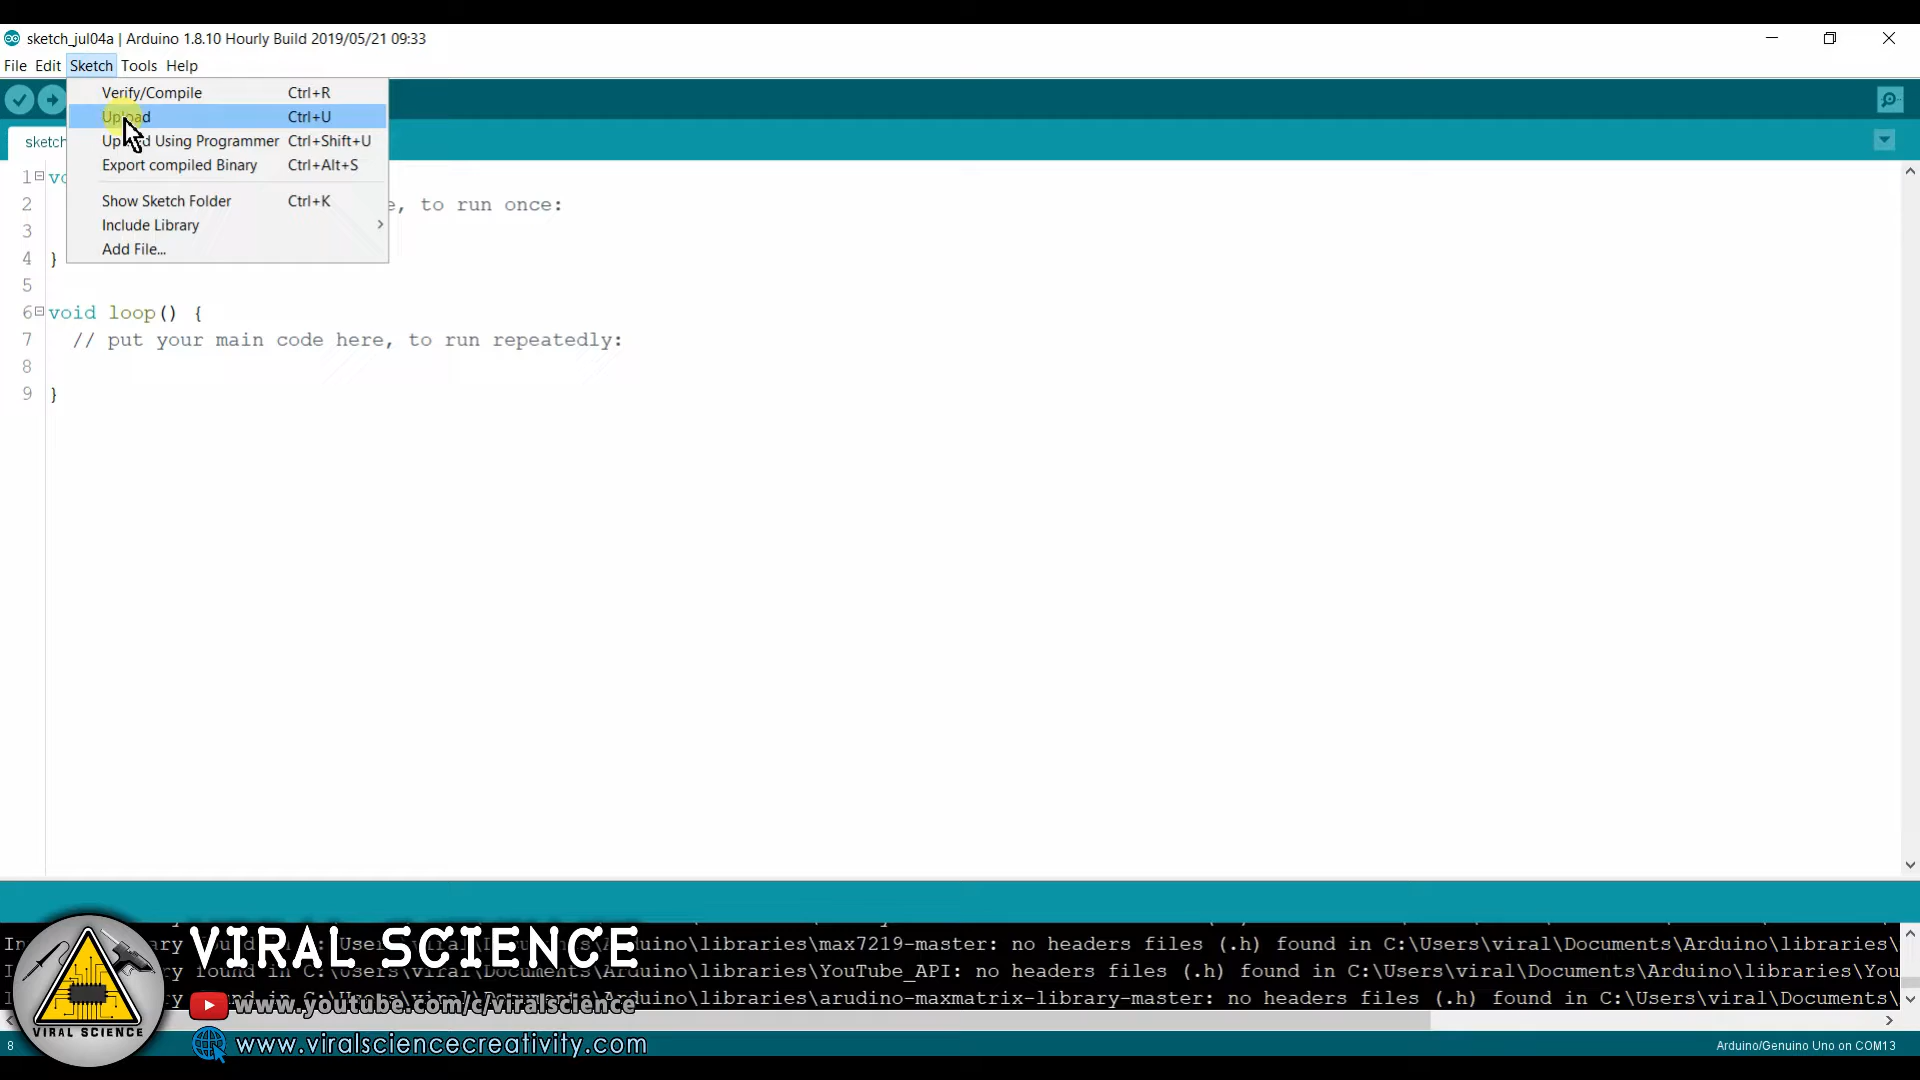 sketch_jul04a | Arduino 1.8.10 Hourly Build 2019/05/21 09:33
File Edit Sketch Tools Help
Verify/Compile Ctrl+R
Upload Ctrl+U
Upload Using Programmer Ctrl+Shift+U
Export compiled Binary Ctrl+Alt+S
Show Sketch Folder Ctrl+K
Include Library
Add File...
sketch
1 vo
2 e, to run once:
3
4 }
5
6 void loop() {
7 // put your main code here, to run repeatedly:
8
9 }
VIRAL SCIENCE
no headers files (.h) found in C:\Users\viral\Documents\Arduino\libraries\
rduino\libraries\max7219-master:
Arduino\libraries\YouTube_API: no headers files (.h) found in C:\Users\viral\Documents\Arduino\libraries\You
\libraries\arudino-maxmatrix-library-master: no headers files (.h) found in C:\Users\viral\Documents\
www.youtube.com/c/viralscience
VIRAL SCIENCE
www.viralsciencecreativity.com
8 Arduino/Genuino Uno on COM13